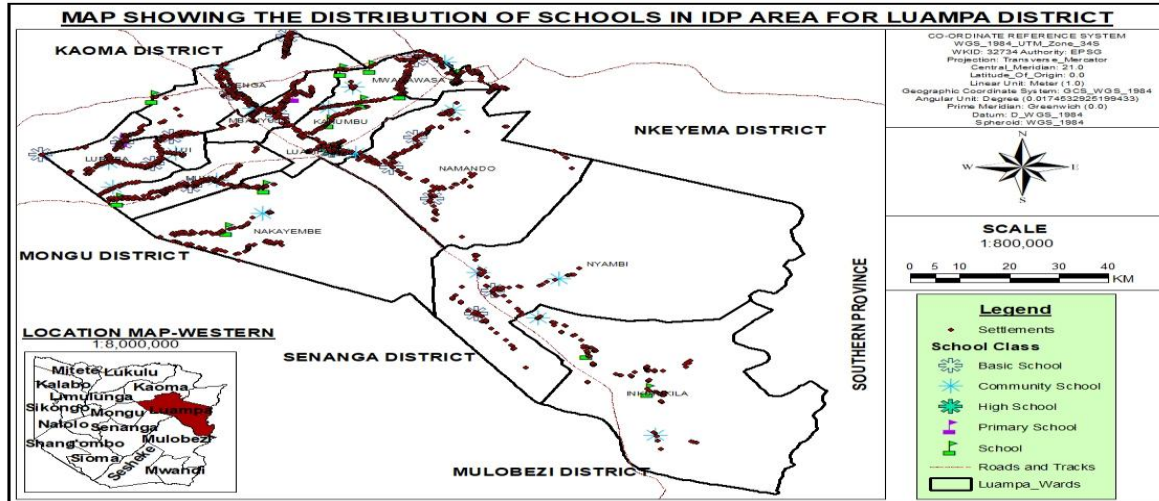 MAP SHOWING THE DISTRIBUTION OF SCHOOLS IN IDP AREA FOR LUAMPA DISTRICT
KAOMA DISTRICT
MBANYUTU
KAUMBU
NKEYEMA DISTRICT
NAMANDO
NAKAYEMBE
MONGU DISTRICT
NYAMBI
SENANGA DISTRICT
SOUTHERN PROVINCE
MULOBEZI DISTRICT
LOCATION MAP-WESTERN
1:8,000,000
Mitete
Lukulu
Kalabo
Kaoma
Limulunga
Luampa
Sikongo
Mongu
Nalolo
Senanga
Mulobezi
Shang'ombo
Sioma
Sesheke
Mwandi
CO-ORDINATE REFERENCE SYSTEM
WGS_1984_UTM_Zone_34S
WKID: 32734 Authority: EPSG
Projection: Transverse_Mercator
Central_Meridian: 21.0
Latitude_Of_Origin: 0.0
Linear Unit: Meter (1.0)
Geographic Coordinate System: GCS_WGS_1984
Angular Unit: Degree (0.0174532925199433)
Prime Meridian: Greenwich (0.0)
Datum: D_WGS_1984
Spheroid: WGS_1984
N
W
E
S
SCALE
1:800,000
0 5 10 20 30 40
KM
Legend
Settlements
School Class
Basic School
Community School
High School
Primary School
School
Roads and Tracks
Luampa_Wards